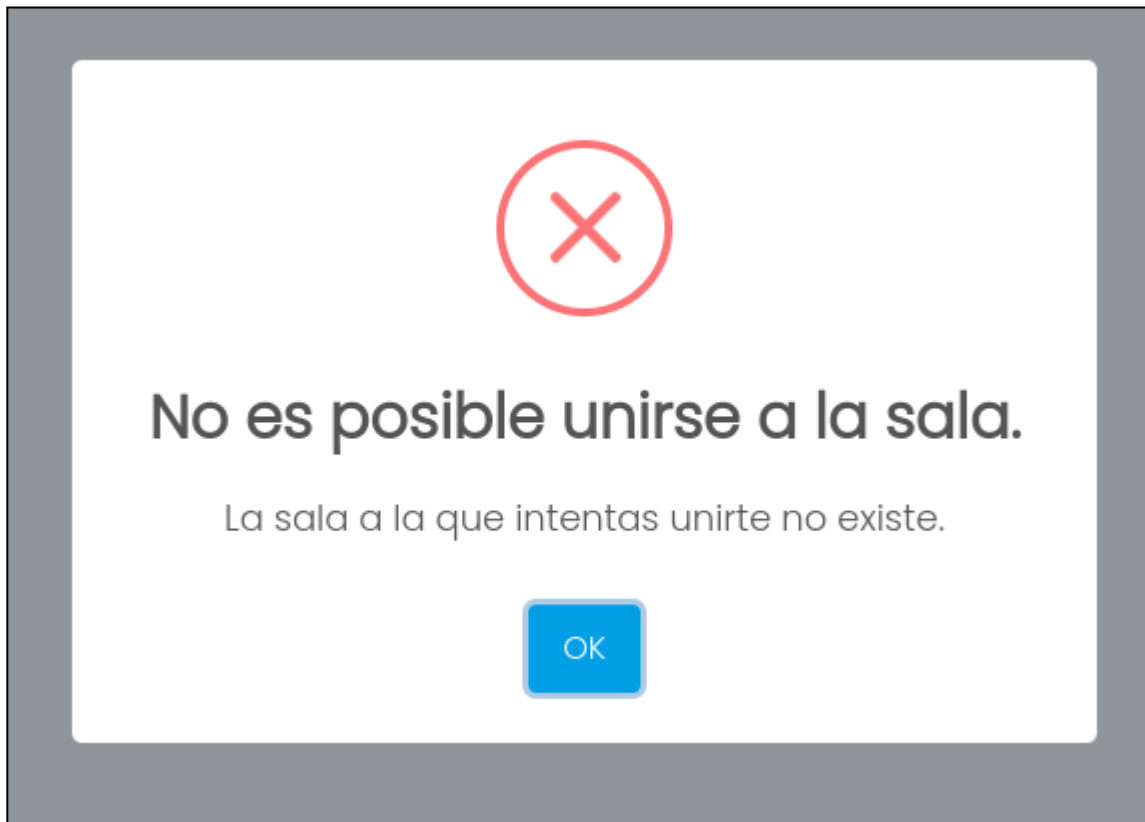 No es posible unirse a la sala.
La sala a la que intentas unirte no existe.
OK